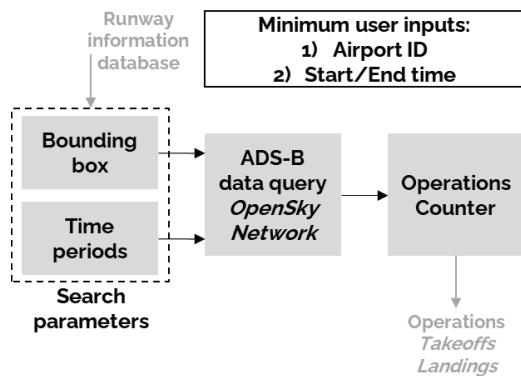 Runway
information
database
Minimum user inputs:
1) Airport ID
2) Start/End time
Bounding
box
Time
periods
Search
parameters
ADS-B
data query
OpenSky
Network
Operations
Counter
Operations
Takeoffs
Landings